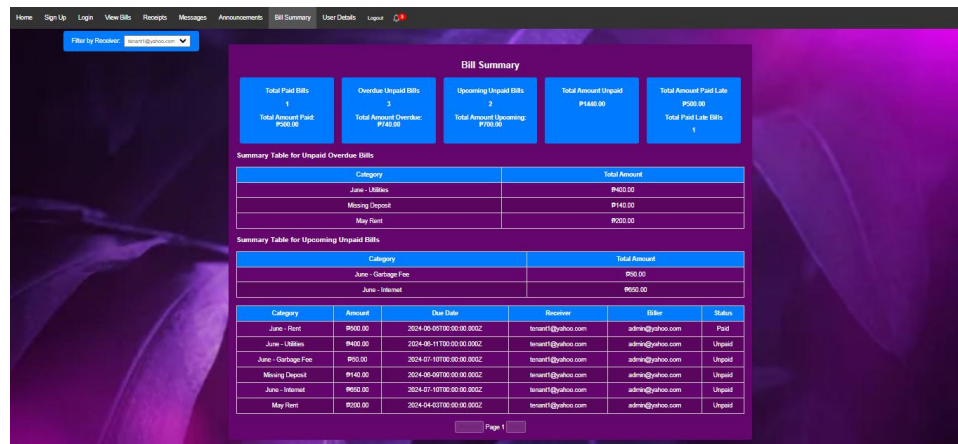 Home Sign Up Login View Bills Receipts Messages Announcements Bill Summary User Details Logout 3
Filter by Receiver: tenant1@yahoo.com
Bill Summary
Total Paid Bills
1
Total Amount Paid:
₱500.00
Overdue Unpaid Bills
3
Total Amount Overdue:
₱740.00
Upcoming Unpaid Bills
2
Total Amount Upcoming:
₱700.00
Total Amount Unpaid
₱1440.00
Total Amount Paid Late
₱500.00
Total Paid Late Bills
1
Summary Table for Unpaid Overdue Bills
Category Total Amount
June - Utilities ₱400.00
Missing Deposit ₱140.00
May Rent ₱200.00
Summary Table for Upcoming Unpaid Bills
Category Total Amount
June - Garbage Fee ₱50.00
June - Internet ₱650.00
Category Amount Due Date Receiver Biller Status
June - Rent ₱500.00 2024-06-05T00:00:00.000Z tenant1@yahoo.com admin@yahoo.com Paid
June - Utilities ₱400.00 2024-06-11T00:00:00.000Z tenant1@yahoo.com admin@yahoo.com Unpaid
June - Garbage Fee ₱50.00 2024-07-10T00:00:00.000Z tenant1@yahoo.com admin@yahoo.com Unpaid
Missing Deposit ₱140.00 2024-06-09T00:00:00.000Z tenant1@yahoo.com admin@yahoo.com Unpaid
June - Internet ₱650.00 2024-07-10T00:00:00.000Z tenant1@yahoo.com admin@yahoo.com Unpaid
May Rent ₱200.00 2024-04-03T00:00:00.000Z tenant1@yahoo.com admin@yahoo.com Unpaid
Page 1